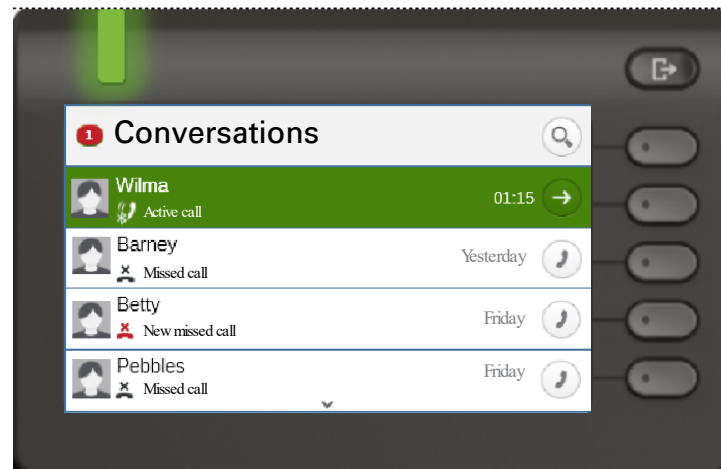 1 Conversations
Wilma
Active call
01:15
Barney
Missed call
Yesterday
Betty
New missed call
Friday
Pebbles
Missed call
Friday